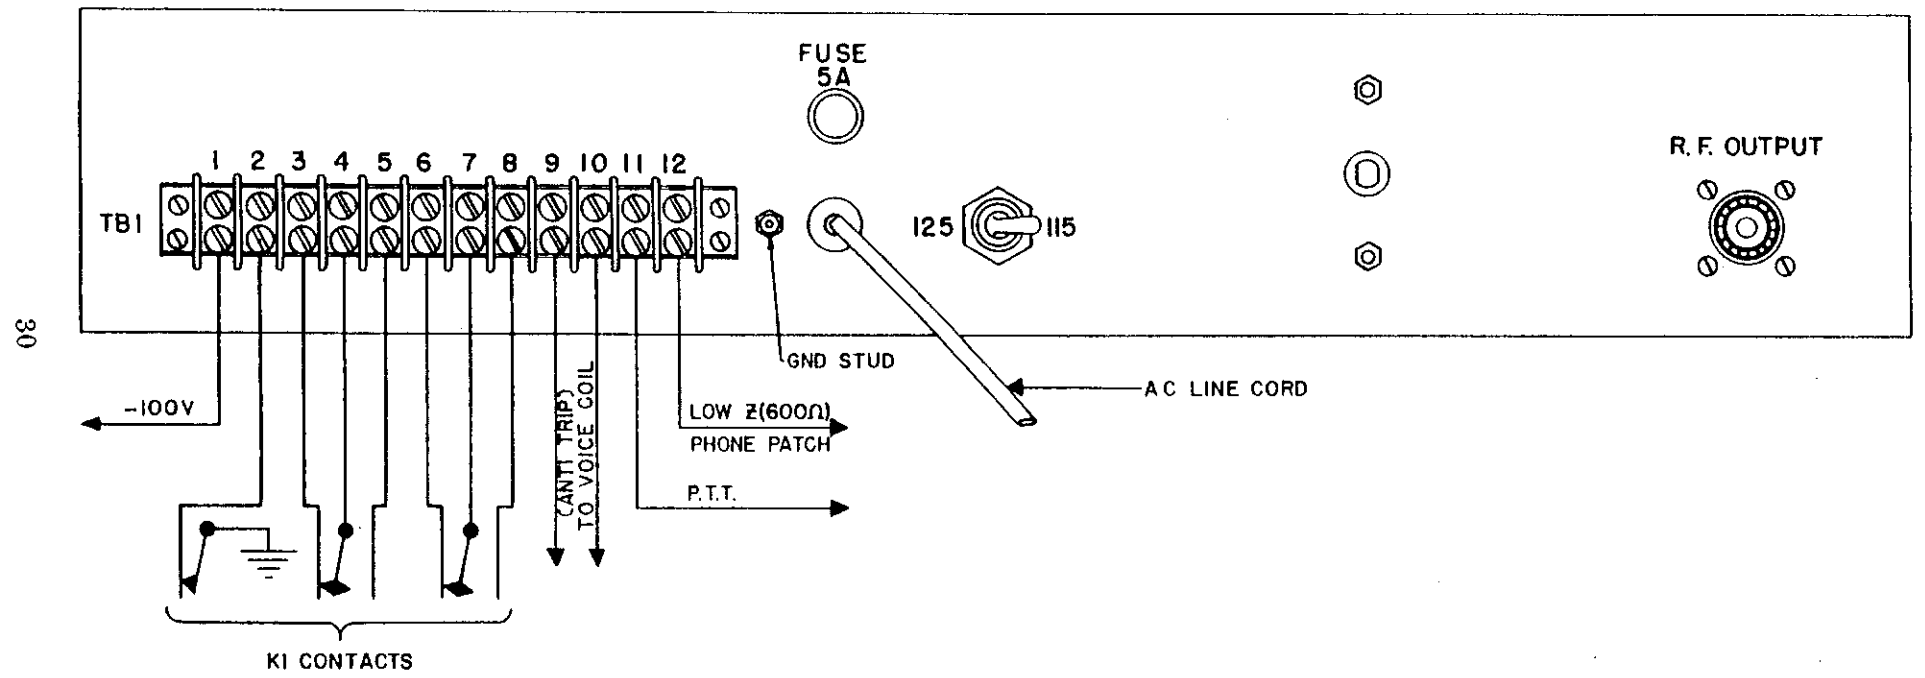 FUSE
5A
R.F. OUTPUT
1 2 3 4 5 6 7 8 9 10 11 12
TB1
125
115
GND STUD
AC LINE CORD
-100V
(ANTI TRIP)
TO VOICE COIL
LOW Z(600Ω)
PHONE PATCH
P.T.T.
K1 CONTACTS
30